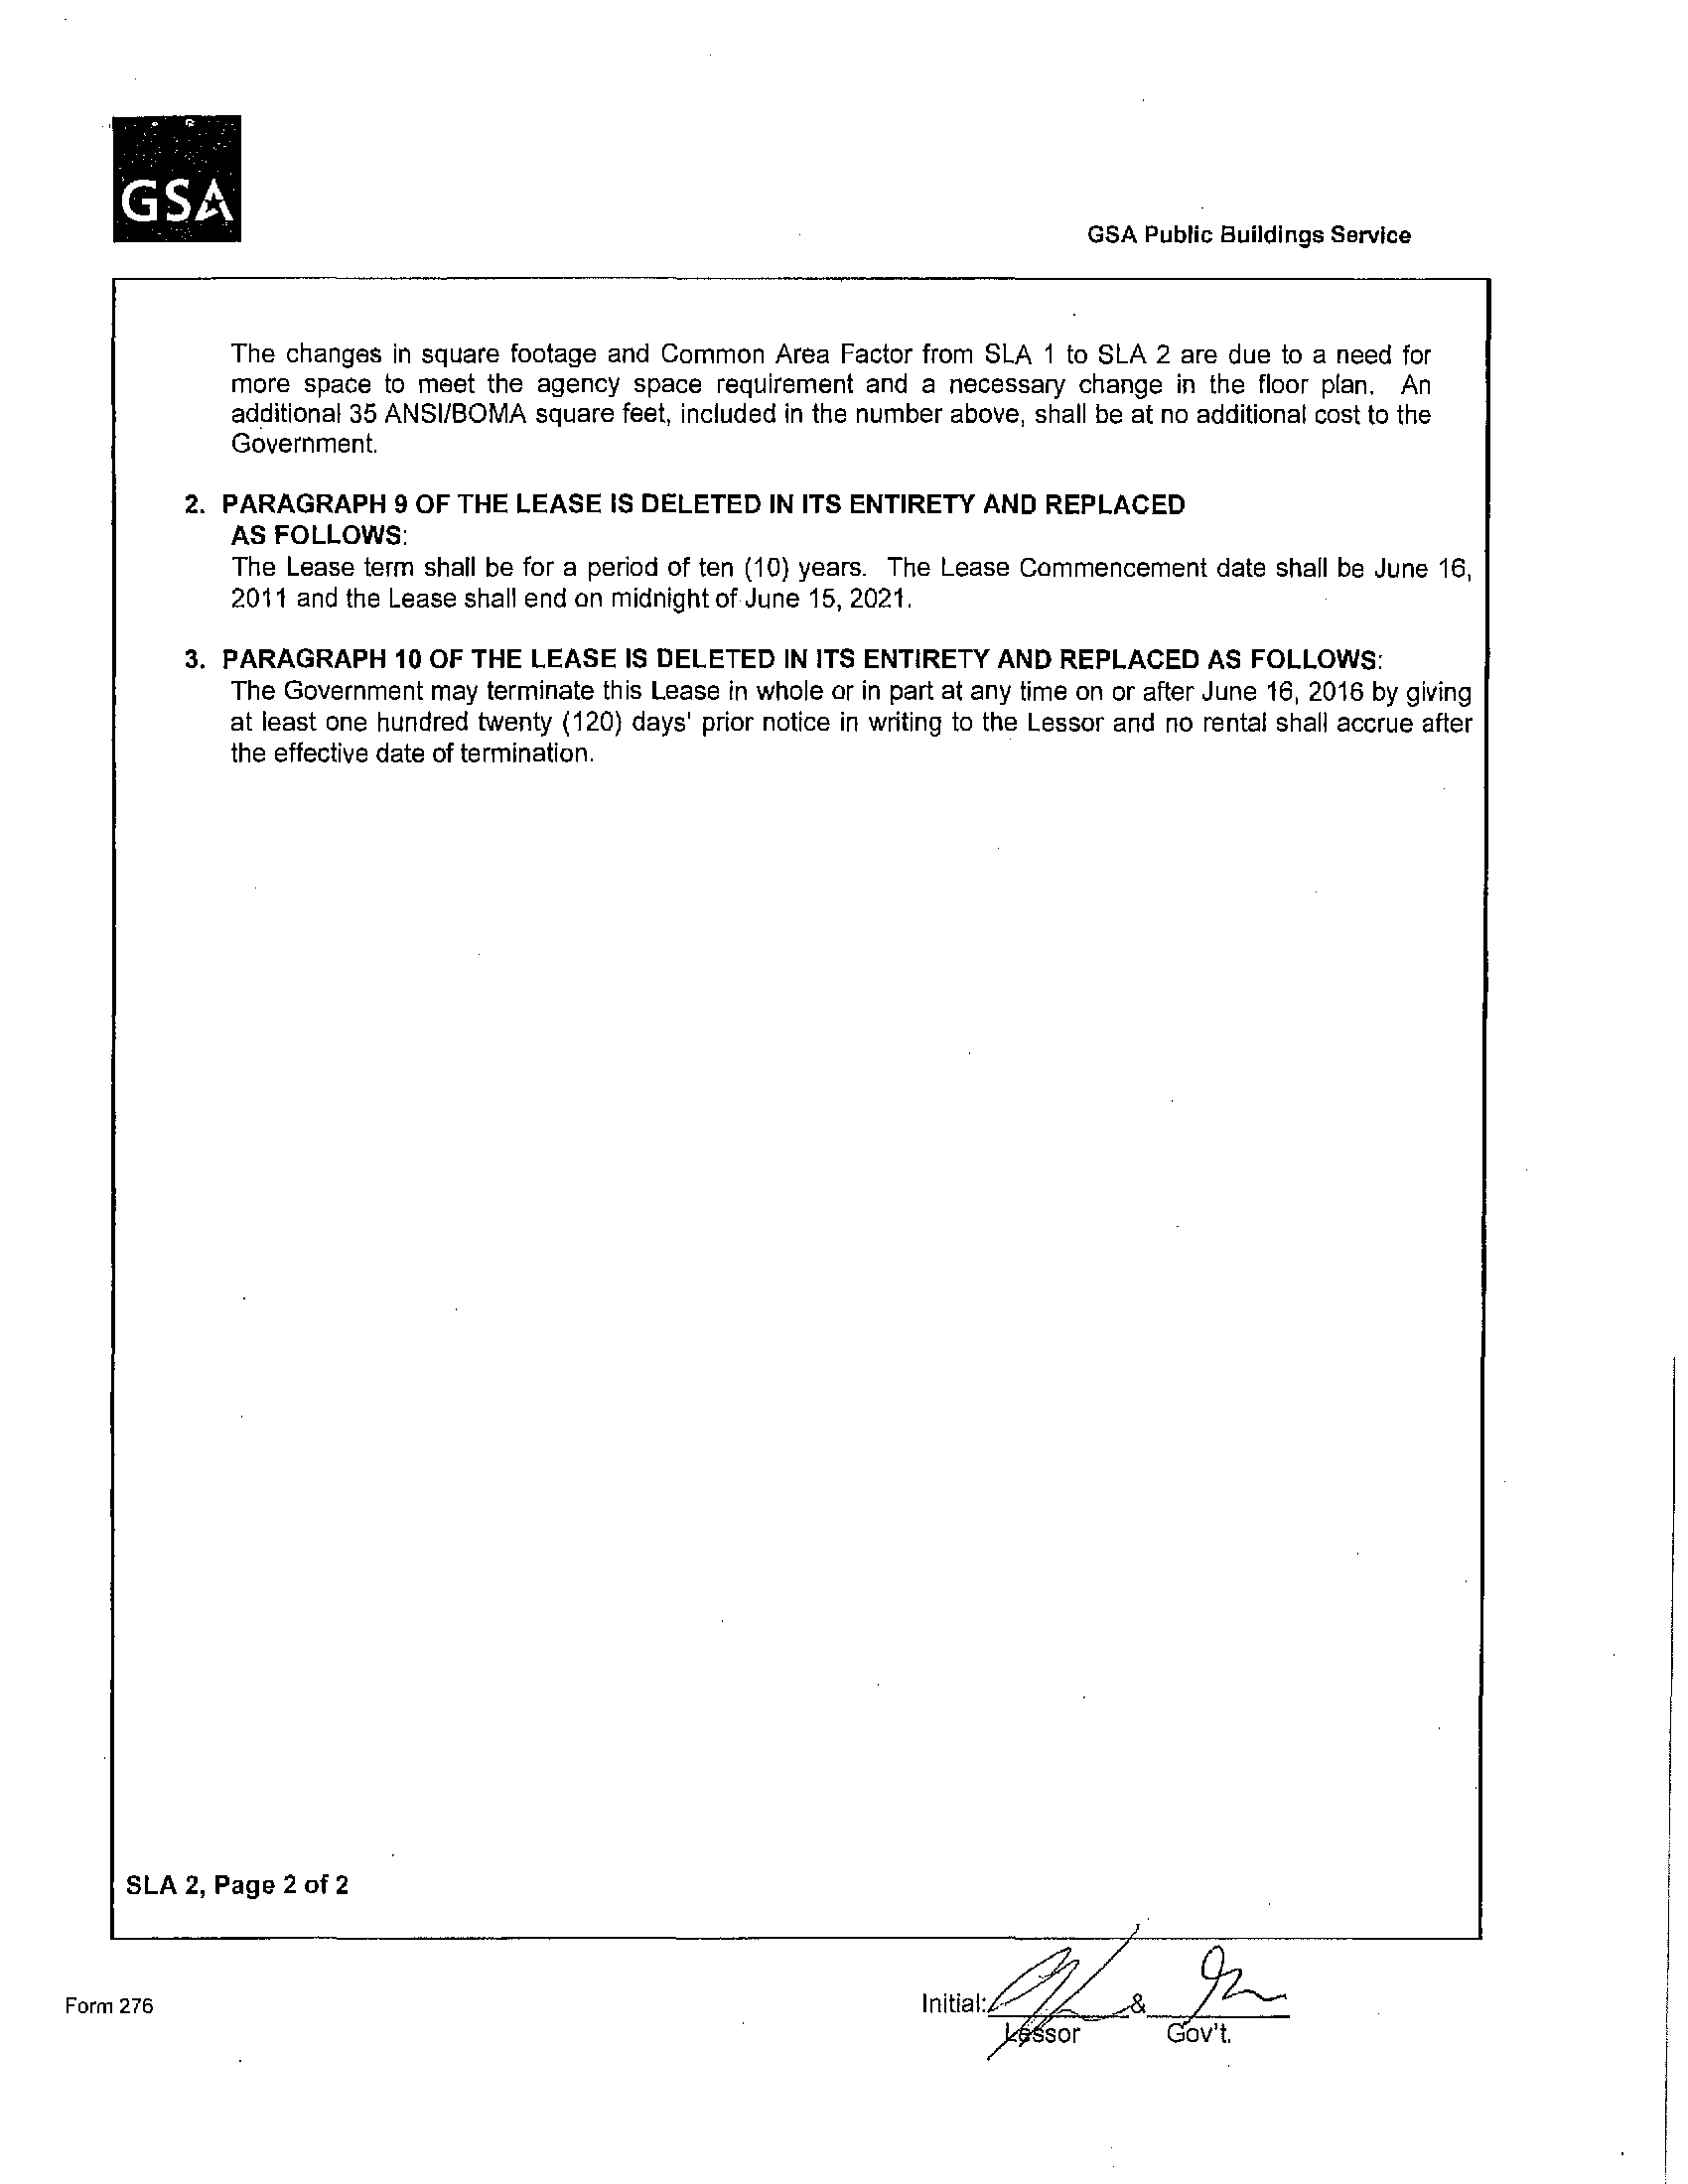 GSA
GSA Public Buildings Service
The changes in square footage and Common Area Factor from SLA 1 to SLA 2 are due to a need for
more space to meet the agency space requirement and a necessary change in the floor plan. An
additional 35 ANSI/BOMA square feet, included in the number above, shall be at no additional cost to the
Government.
2. PARAGRAPH 9 OF THE LEASE IS DELETED IN ITS ENTIRETY AND REPLACED
AS FOLLOWS:
The Lease term shall be for a period of ten (10) years. The Lease Commencement date shall be June 16,
2011 and the Lease shall end on midnight of June 15, 2021.
3. PARAGRAPH 10 OF THE LEASE IS DELETED IN ITS ENTIRETY AND REPLACED AS FOLLOWS:
The Government may terminate this Lease in whole or in part at any time on or after June 16, 2016 by giving
at least one hundred twenty (120) days' prior notice in writing to the Lessor and no rental shall accrue after
the effective date of termination.
SLA 2, Page 2 of 2
Form 276
Initial: &
Lessor Gov't.